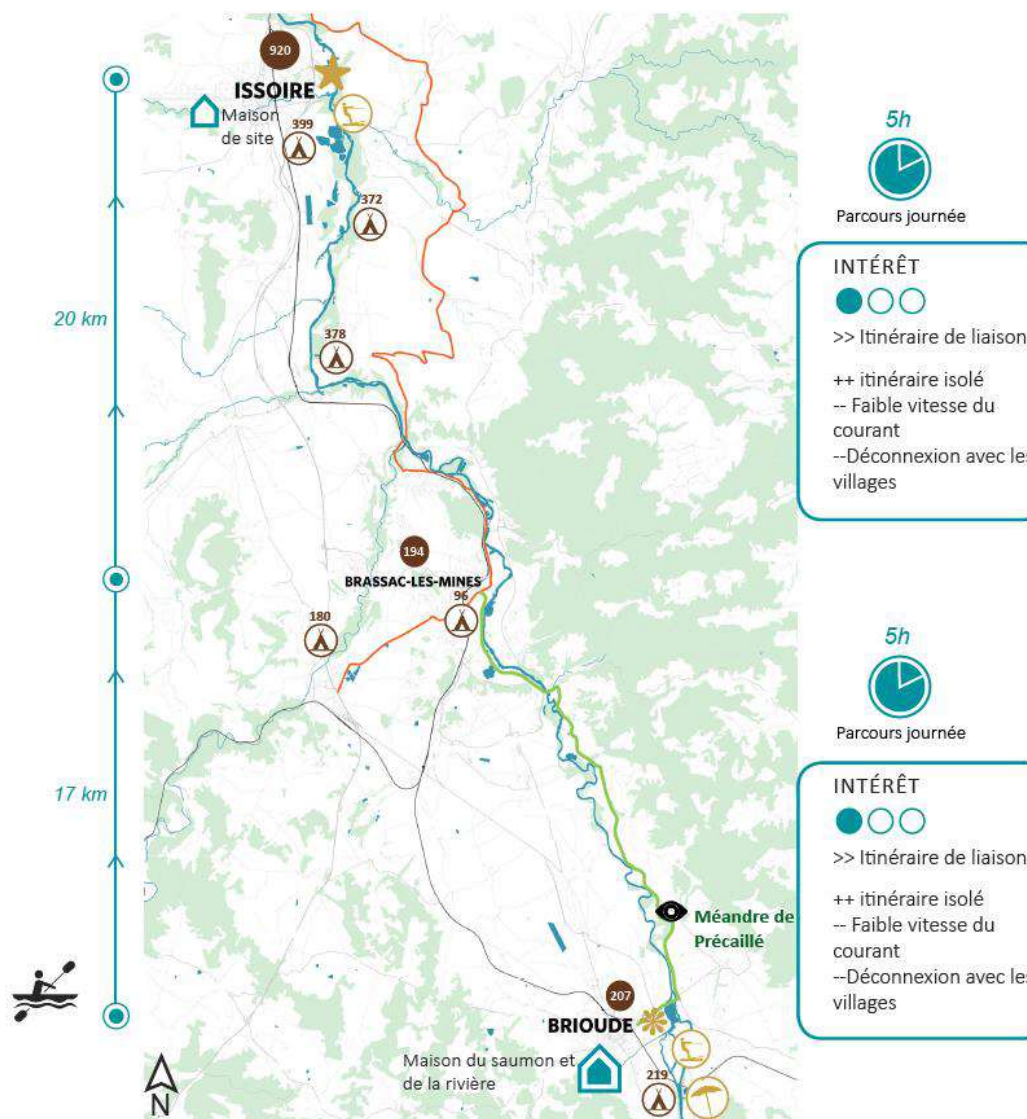 920
ISSOIRE
Maison
de site
399
372
378
20 km
194
BRASSAC-LES-MINES
96
180
17 km
Méandre de
Précaillé
207
BRIOUDE
Maison du saumon et
de la rivière
219
N
5h
Parcours journée
INTÉRÊT
>> Itinéraire de liaison
++ itinéraire isolé
-- Faible vitesse du
courant
--Déconnexion avec les
villages
5h
Parcours journée
INTÉRÊT
>> Itinéraire de liaison
++ itinéraire isolé
-- Faible vitesse du
courant
--Déconnexion avec les
villages